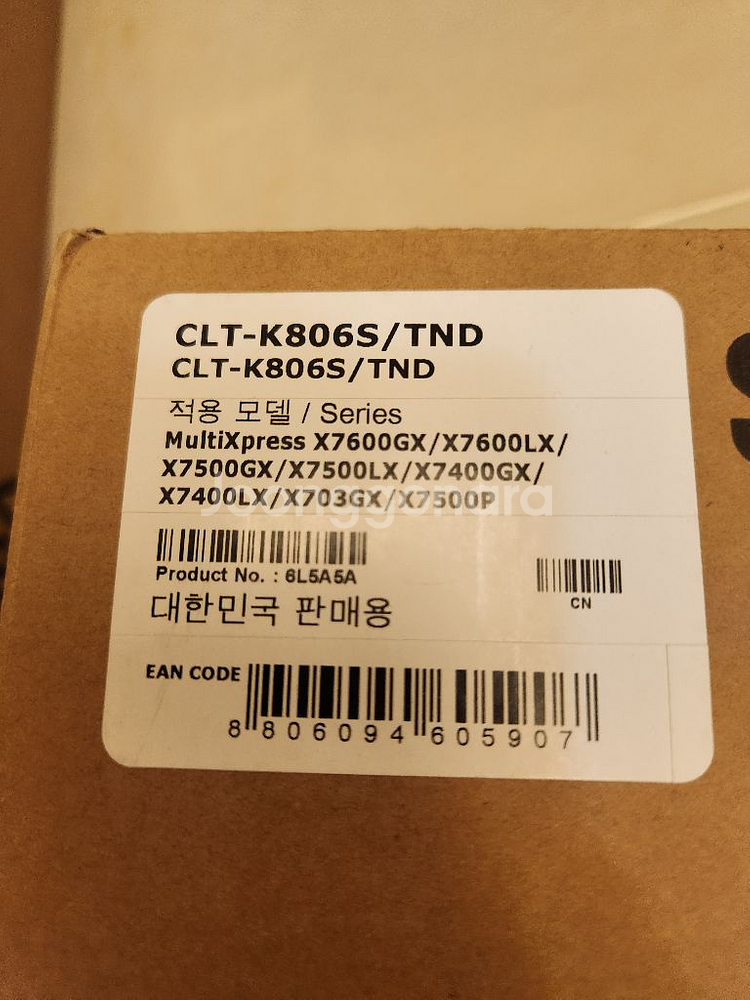 CLT-K806S/TND
CLT-K806S/TND
적용 모델 / Series
MultiXpress X7600GX/X7600LX/
X7500GX/X7500LX/X7400GX/
X7400LX/X703GX/X7500P
Joonggonara
Product No. : 6L5A5A
CN
대한민국 판매용
EAN CODE
8 806094 605907
S